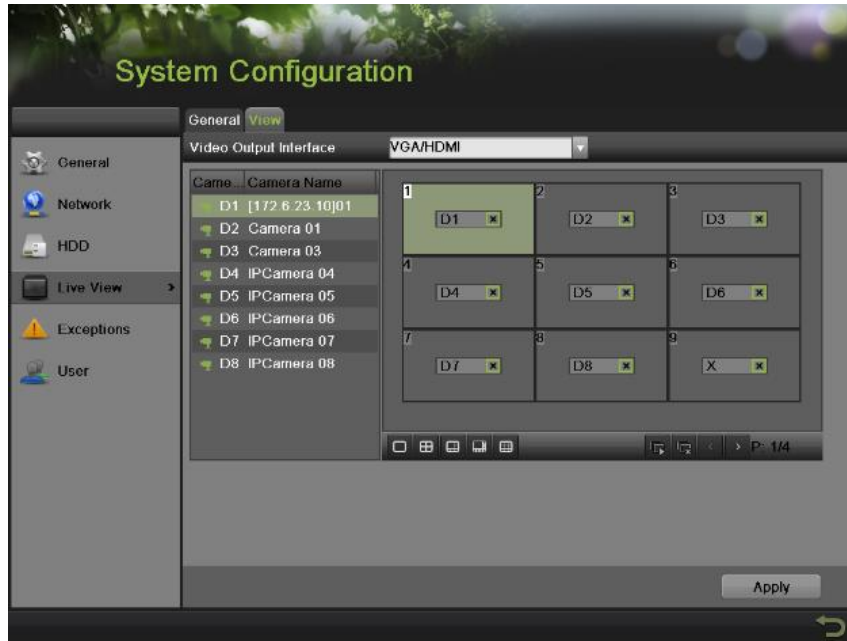 System Configuration
General View
Video Output Interface VGA/HDMI
General
Network
HDD
Live View >
Exceptions
User
Came... Camera Name
D1 [172.6.23.10]01
D2 Camera 01
D3 Camera 03
D4 IPCamera 04
D5 IPCamera 05
D6 IPCamera 06
D7 IPCamera 07
D8 IPCamera 08
1 2 3
D1 D2 D3
4 5 6
D4 D5 D6
7 8 9
D7 D8 X
P: 1/4
Apply